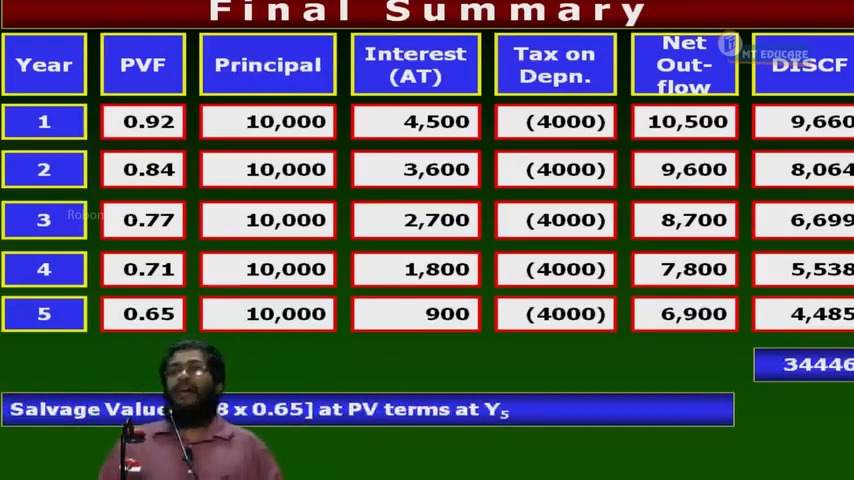 Final Summary
MT EDUCARE
Year PVF Principal Interest (AT) Tax on Depn. Net Out-flow DISCF
1 0.92 10,000 4,500 (4000) 10,500 9,660
2 0.84 10,000 3,600 (4000) 9,600 8,064
3 0.77 10,000 2,700 (4000) 8,700 6,699
4 0.71 10,000 1,800 (4000) 7,800 5,538
5 0.65 10,000 900 (4000) 6,900 4,485
34446
Salvage Value x 0.65] at PV terms at Y₅